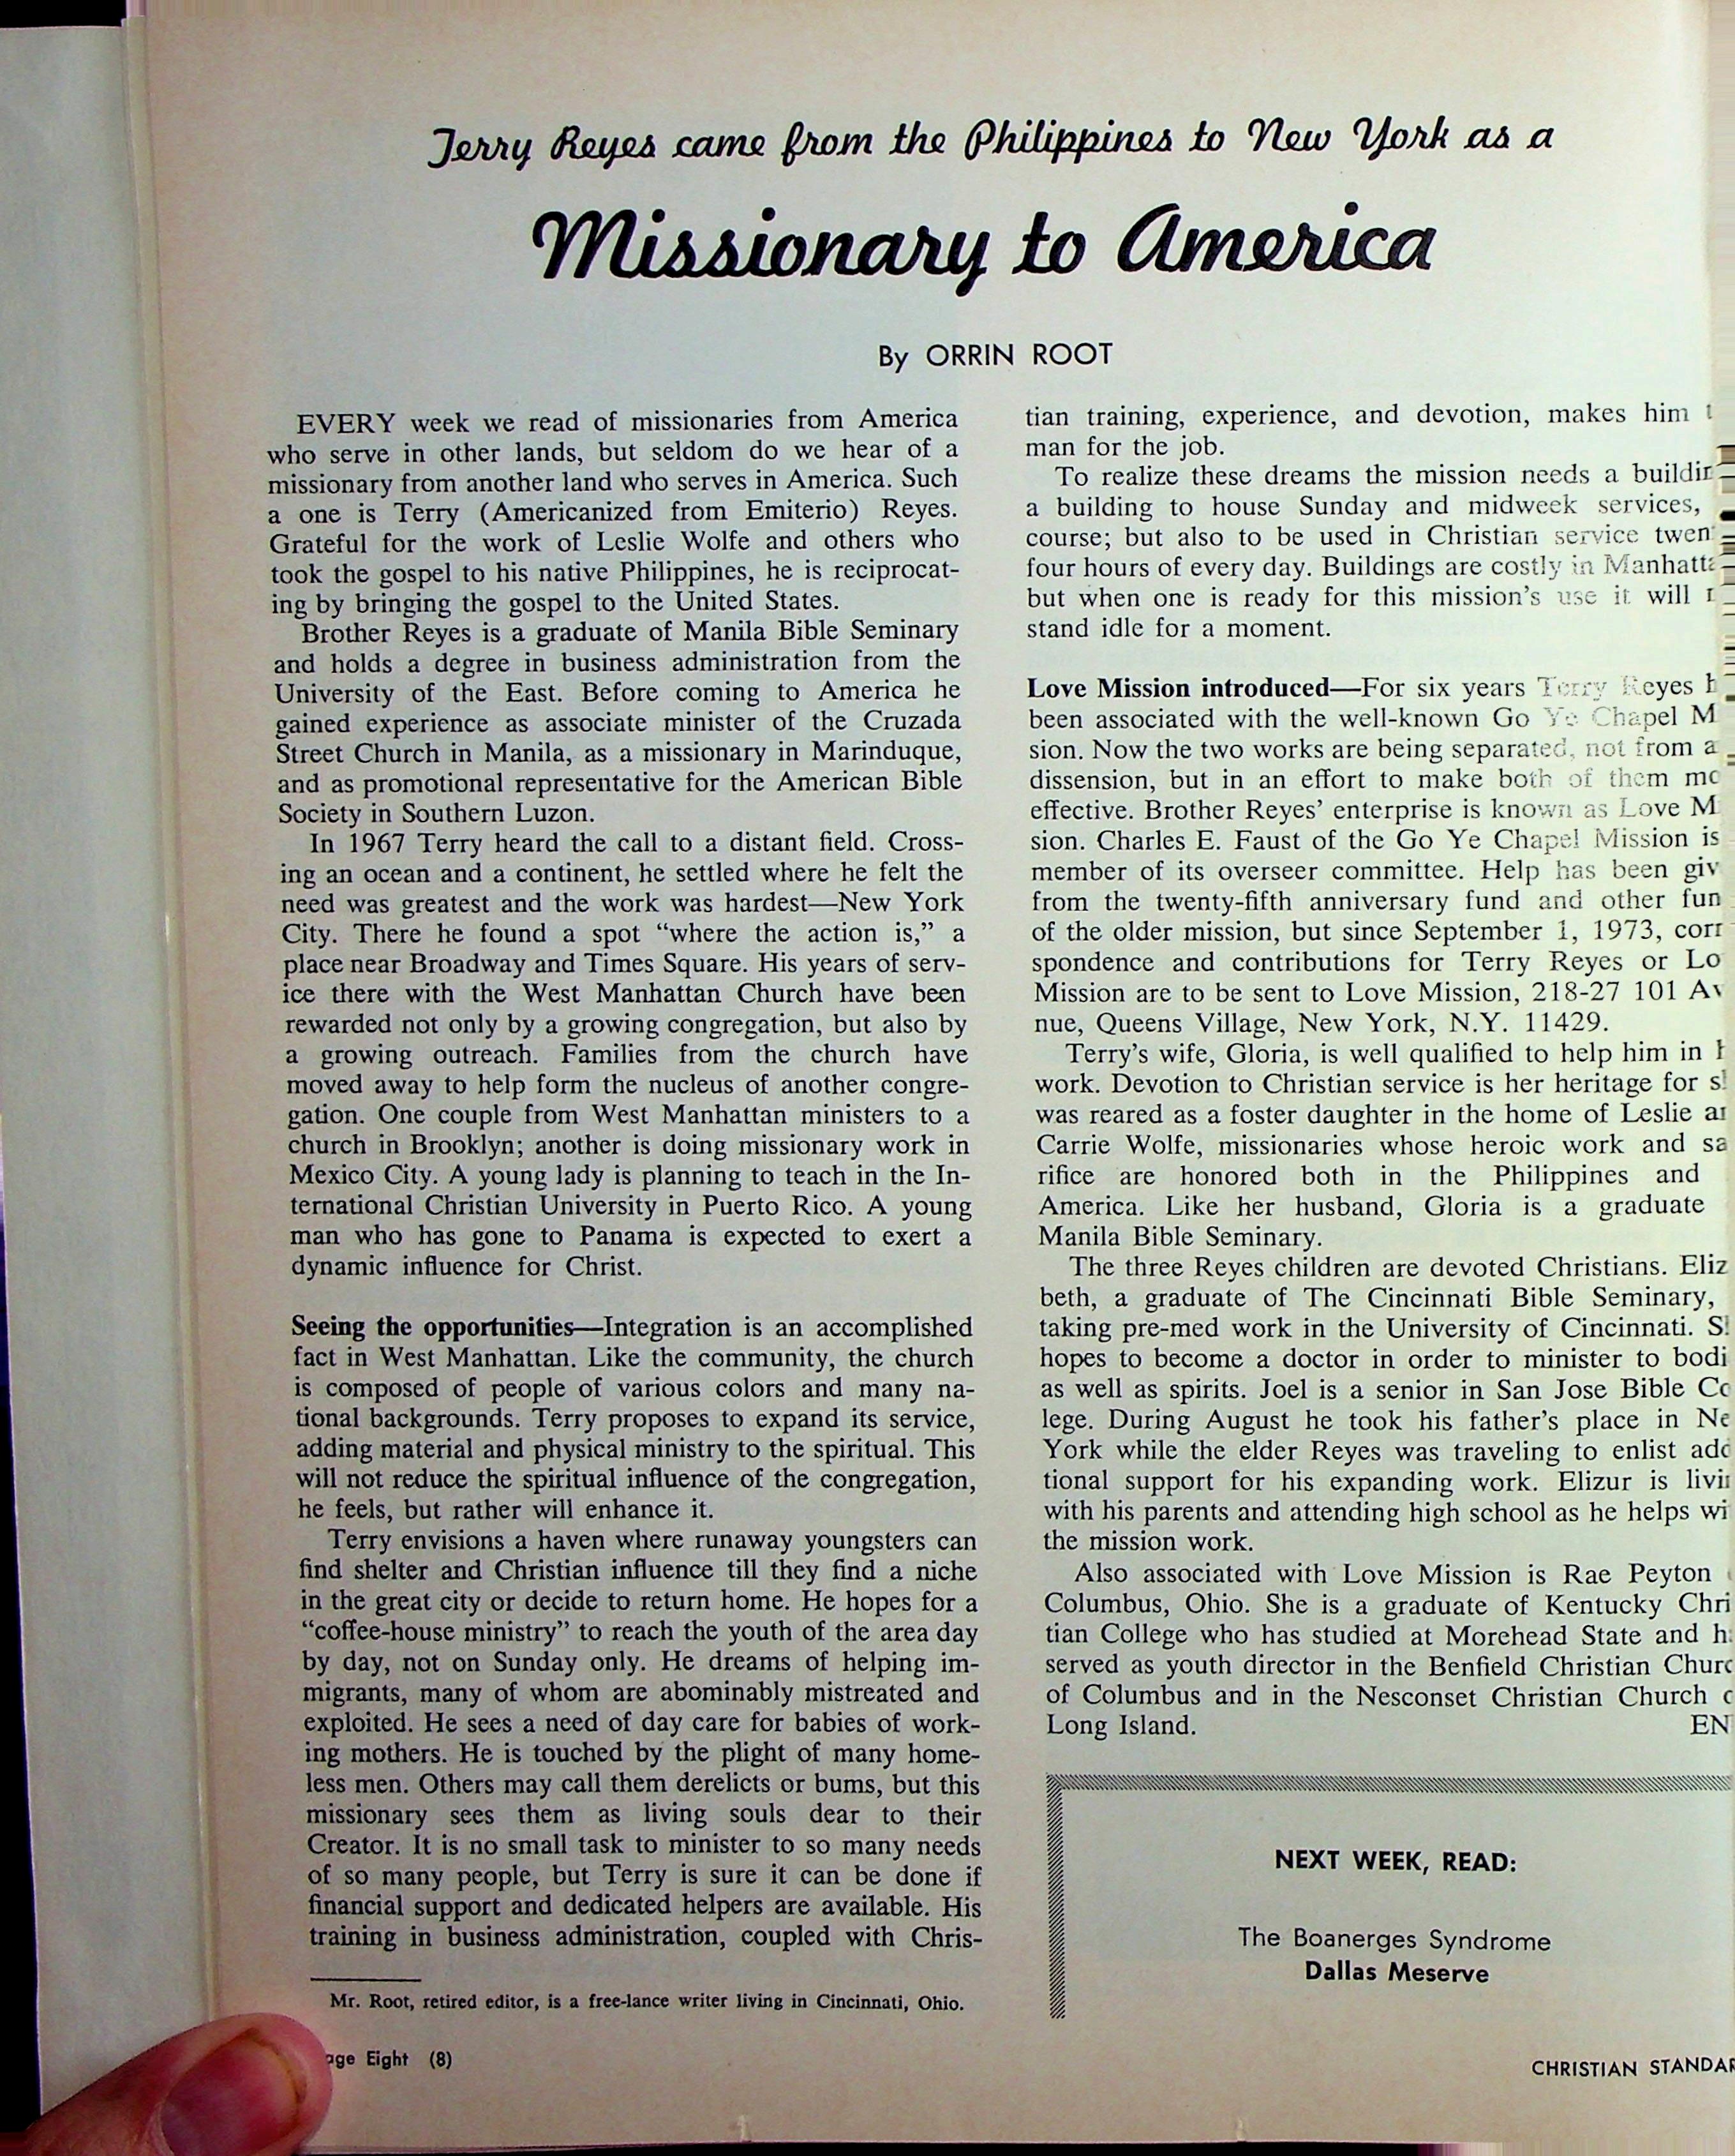 Terry Reyes came from the Philippines to New York as a
Missionary to America
By ORRIN ROOT
EVERY week we read of missionaries from America
who serve in other lands, but seldom do we hear of a
missionary from another land who serves in America. Such
a one is Terry (Americanized from Emiterio) Reyes.
Grateful for the work of Leslie Wolfe and others who
took the gospel to his native Philippines, he is reciprocat-
ing by bringing the gospel to the United States.
Brother Reyes is a graduate of Manila Bible Seminary
and holds a degree in business administration from the
University of the East. Before coming to America he
gained experience as associate minister of the Cruzada
Street Church in Manila, as a missionary in Marinduque,
and as promotional representative for the American Bible
Society in Southern Luzon.
In 1967 Terry heard the call to a distant field. Cross-
ing an ocean and a continent, he settled where he felt the
need was greatest and the work was hardest—New York
City. There he found a spot “where the action is,” a
place near Broadway and Times Square. His years of serv-
ice there with the West Manhattan Church have been
rewarded not only by a growing congregation, but also by
a growing outreach. Families from the church have
moved away to help form the nucleus of another congre-
gation. One couple from West Manhattan ministers to a
church in Brooklyn; another is doing missionary work in
Mexico City. A young lady is planning to teach in the In-
ternational Christian University in Puerto Rico. A young
man who has gone to Panama is expected to exert a
dynamic influence for Christ.
Seeing the opportunities—Integration is an accomplished
fact in West Manhattan. Like the community, the church
is composed of people of various colors and many na-
tional backgrounds. Terry proposes to expand its service,
adding material and physical ministry to the spiritual. This
will not reduce the spiritual influence of the congregation,
he feels, but rather will enhance it.
Terry envisions a haven where runaway youngsters can
find shelter and Christian influence till they find a niche
in the great city or decide to return home. He hopes for a
“coffee-house ministry” to reach the youth of the area day
by day, not on Sunday only. He dreams of helping im-
migrants, many of whom are abominably mistreated and
exploited. He sees a need of day care for babies of work-
ing mothers. He is touched by the plight of many home-
less men. Others may call them derelicts or bums, but this
missionary sees them as living souls dear to their
Creator. It is no small task to minister to so many needs
of so many people, but Terry is sure it can be done if
financial support and dedicated helpers are available. His
training in business administration, coupled with Chris-
Mr. Root, retired editor, is a free-lance writer living in Cincinnati, Ohio.
age Eight (8)
tian training, experience, and devotion, makes him
man for the job.
To realize these dreams the mission needs a
a building to house Sunday and midweek services,
course; but also to be used in Christian service
four hours of every day. Buildings are costly in
but when one is ready for this mission’s use it will
stand idle for a moment.
Love Mission introduced—For six years Terry Reyes
been associated with the well-known Go Ye Chapel
sion. Now the two works are being separated, not from
dissension, but in an effort to make both of them
effective. Brother Reyes’ enterprise is known as Love
sion. Charles E. Faust of the Go Ye Chapel Mission is
member of its overseer committee. Help has been
from the twenty-fifth anniversary fund and other
of the older mission, but since September 1, 1973,
spondence and contributions for Terry Reyes or
Mission are to be sent to Love Mission, 218-27 101
nue, Queens Village, New York, N.Y. 11429.
Terry’s wife, Gloria, is well qualified to help him in
work. Devotion to Christian service is her heritage for
was reared as a foster daughter in the home of Leslie
Carrie Wolfe, missionaries whose heroic work and
rifice are honored both in the Philippines and
America. Like her husband, Gloria is a graduate
Manila Bible Seminary.
The three Reyes children are devoted Christians. Eliz
beth, a graduate of The Cincinnati Bible Seminary,
taking pre-med work in the University of Cincinnati.
hopes to become a doctor in order to minister to
as well as spirits. Joel is a senior in San Jose Bible
lege. During August he took his father’s place in
York while the elder Reyes was traveling to enlist
tional support for his expanding work. Elizur is
with his parents and attending high school as he helps
the mission work.
Also associated with Love Mission is Rae Peyton
Columbus, Ohio. She is a graduate of Kentucky Chri
tian College who has studied at Morehead State and
served as youth director in the Benfield Christian
of Columbus and in the Nesconset Christian Church
Long Island. EN
NEXT WEEK, READ:
The Boanerges Syndrome
Dallas Meserve
CHRISTIAN STANDAR